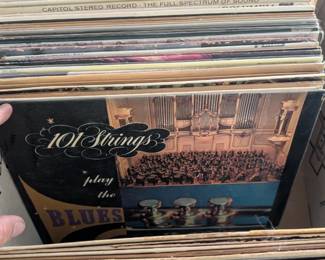 CAPITOL STEREO RECORD - THE FULL SPECTRUM OF SOUND
101 Strings
play
the
BLUES